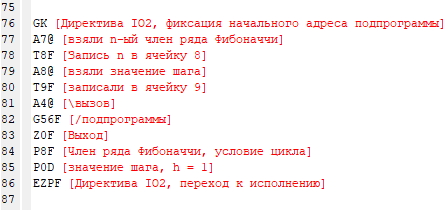 75
76 GK [Директива IO2, фиксация начального адреса подпрограммы]
77 A7@ [взяли n-ый член ряда Фибоначчи]
78 T8F [Запись n в ячейку 8]
79 A8@ [взяли значение шага]
80 T9F [записали в ячейку 9]
81 A4@ [\вызов]
82 G56F [/подпрограммы]
83 Z0F [Выход]
84 P8F [Член ряда Фибоначчи, условие цикла]
85 P0D [значение шага, h = 1]
86 EZPF [Директива IO2, переход к исполнению]
87